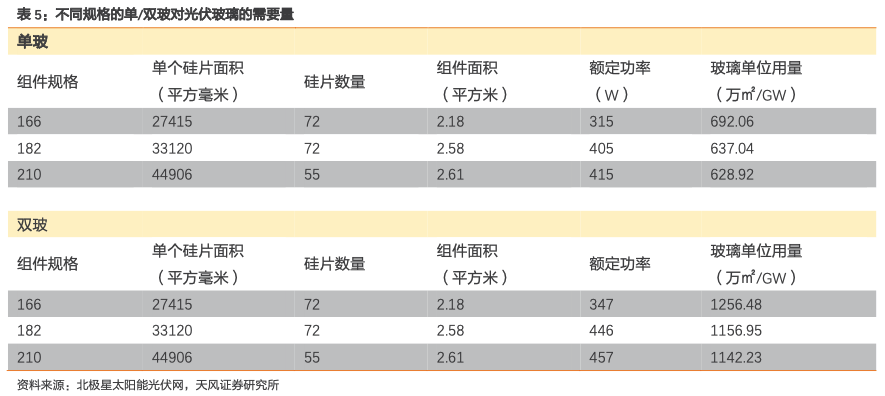 表 5：不同规格的单/双玻对光伏玻璃的需要量
单玻
组件规格 单个硅片面积（平方毫米） 硅片数量 组件面积（平方米） 额定功率（W） 玻璃单位用量（万㎡/GW）
166 27415 72 2.18 315 692.06
182 33120 72 2.58 405 637.04
210 44906 55 2.61 415 628.92
双玻
组件规格 单个硅片面积（平方毫米） 硅片数量 组件面积（平方米） 额定功率 玻璃单位用量（万㎡/GW）
166 27415 72 2.18 347 1256.48
182 33120 72 2.58 446 1156.95
210 44906 55 2.61 457 1142.23
资料来源：北极星太阳能光伏网，天风证券研究所